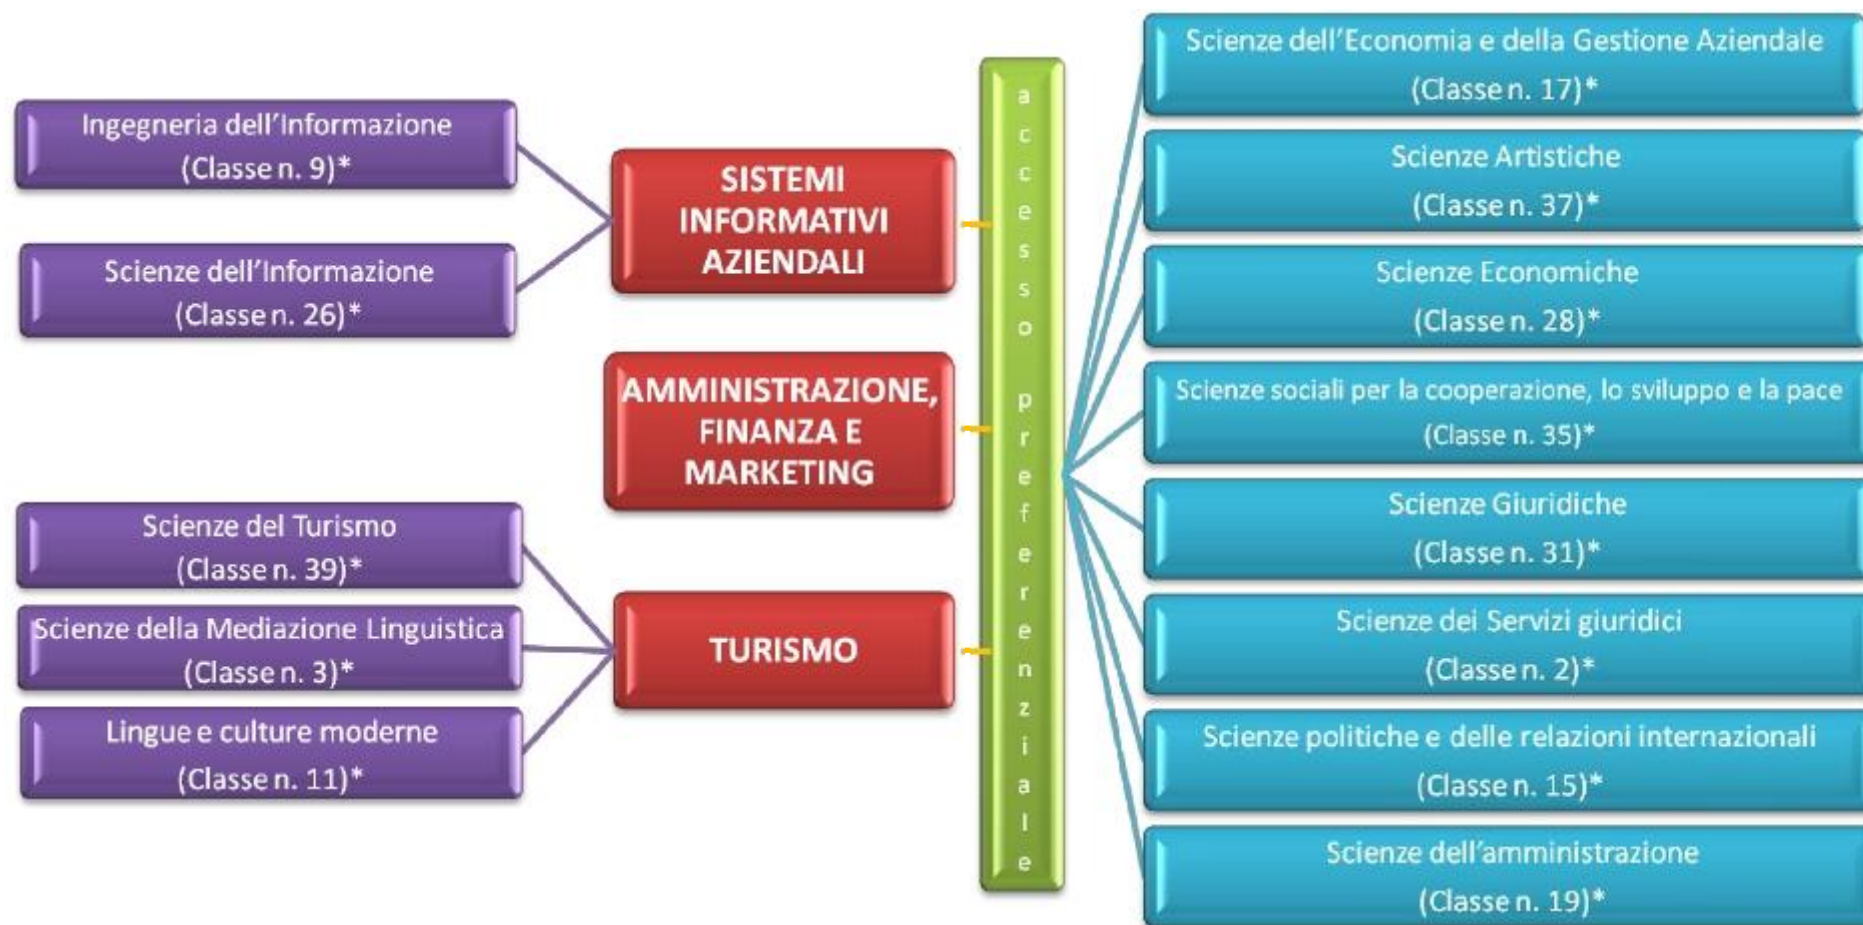 Ingegneria dell'Informazione
(Classe n. 9)*
Scienze dell'Informazione
(Classe n. 26)*
SISTEMI
INFORMATIVI
AZIENDALI
AMMINISTRAZIONE,
FINANZA E
MARKETING
Scienze del Turismo
(Classe n. 39)*
Scienze della Mediazione Linguistica
(Classe n. 3)*
Lingue e culture moderne
(Classe n. 11)*
TURISMO
accesso preferenziale
Scienze dell'Economia e della Gestione Aziendale
(Classe n. 17)*
Scienze Artistiche
(Classe n. 37)*
Scienze Economiche
(Classe n. 28)*
Scienze sociali per la cooperazione, lo sviluppo e la pace
(Classe n. 35)*
Scienze Giuridiche
(Classe n. 31)*
Scienze dei Servizi giuridici
(Classe n. 2)*
Scienze politiche e delle relazioni internazionali
(Classe n. 15)*
Scienze dell'amministrazione
(Classe n. 19)*